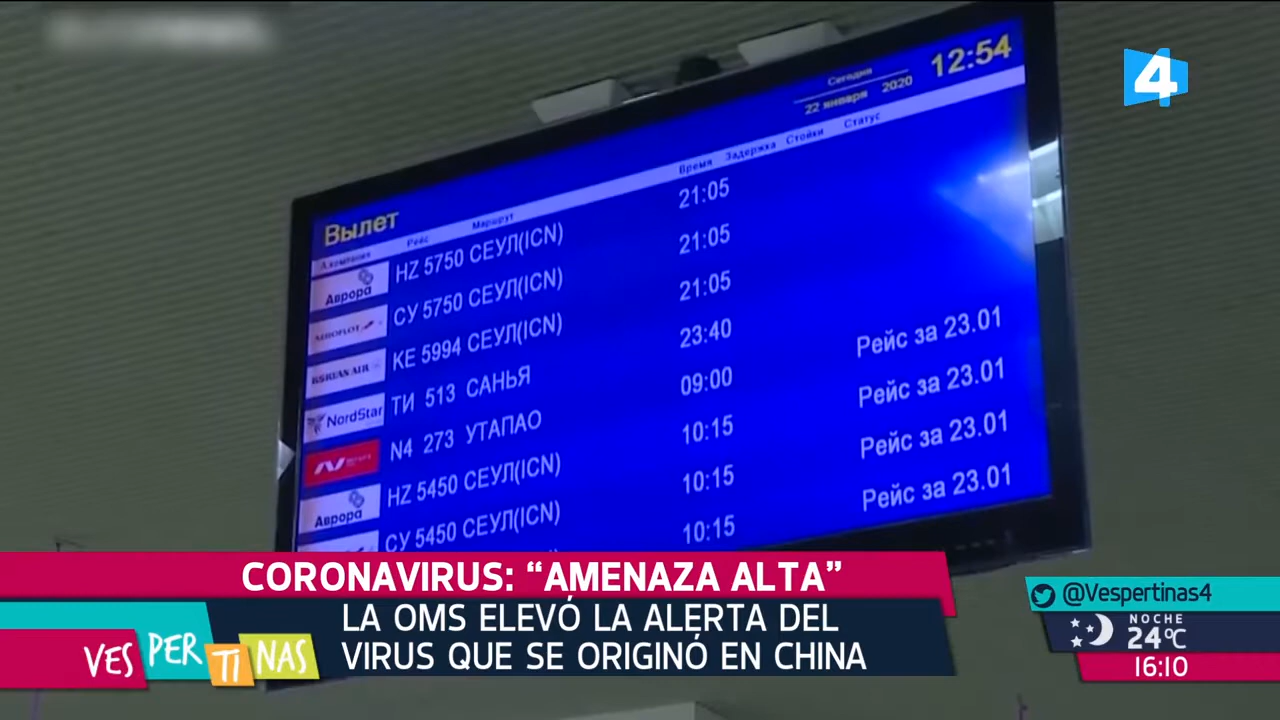 4
Сегодня
22 января 2020
12:54
Вылет
А.компания Рейс Маршрут Время Задержка Стойки Статус
Аврора HZ 5750 СЕУЛ(ICN) 21:05
AEROFLOT СУ 5750 СЕУЛ(ICN) 21:05
KOREAN AIR КЕ 5994 СЕУЛ(ICN) 21:05
NordStar ТИ 513 САНЬЯ 23:40
N4 273 УТАПАО 09:00 Рейс за 23.01
Аврора HZ 5450 СЕУЛ(ICN) 10:15 Рейс за 23.01
СУ 5450 СЕУЛ(ICN) 10:15 Рейс за 23.01
10:15 Рейс за 23.01
CORONAVIRUS: “AMENAZA ALTA”
LA OMS ELEVÓ LA ALERTA DEL
VIRUS QUE SE ORIGINÓ EN CHINA
VESPERTINAS
@Vespertinas4
NOCHE
24°C
16:10